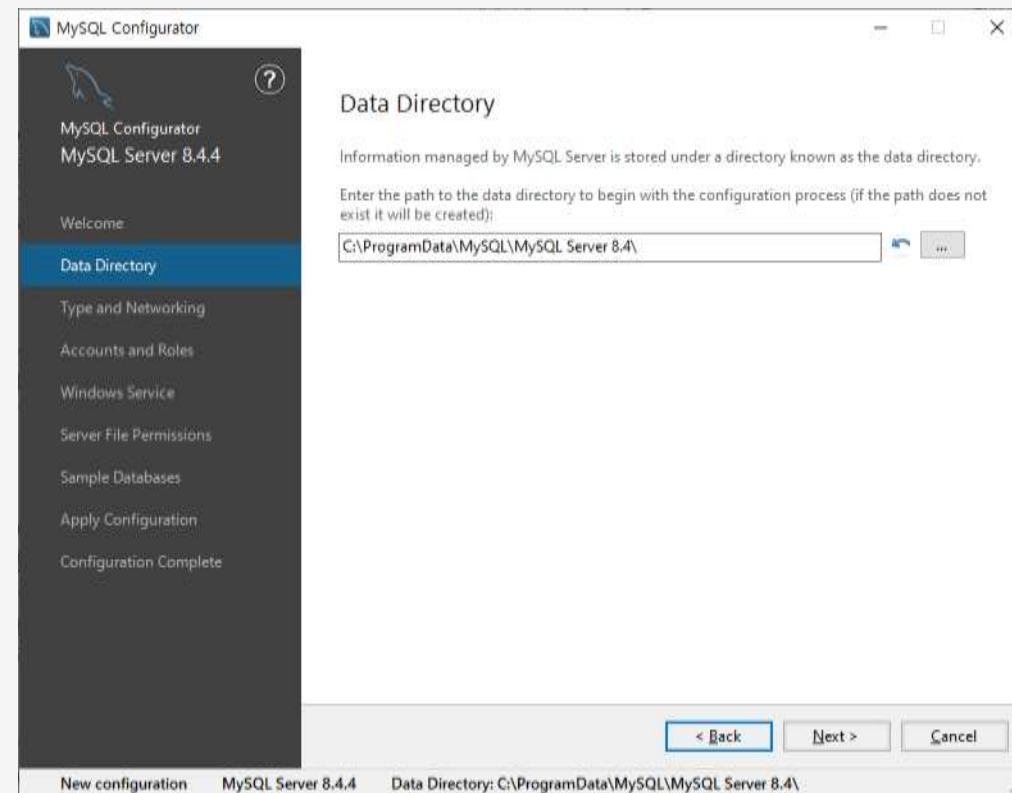 MySQL Configurator
?
MySQL Configurator
MySQL Server 8.4.4
Welcome
Data Directory
Type and Networking
Accounts and Roles
Windows Service
Server File Permissions
Sample Databases
Apply Configuration
Configuration Complete
Data Directory
Information managed by MySQL Server is stored under a directory known as the data directory.
Enter the path to the data directory to begin with the configuration process (if the path does not
exist it will be created):
C:\ProgramData\MySQL\MySQL Server 8.4\
...
< Back
Next >
Cancel
New configuration
MySQL Server 8.4.4
Data Directory: C:\ProgramData\MySQL\MySQL Server 8.4\